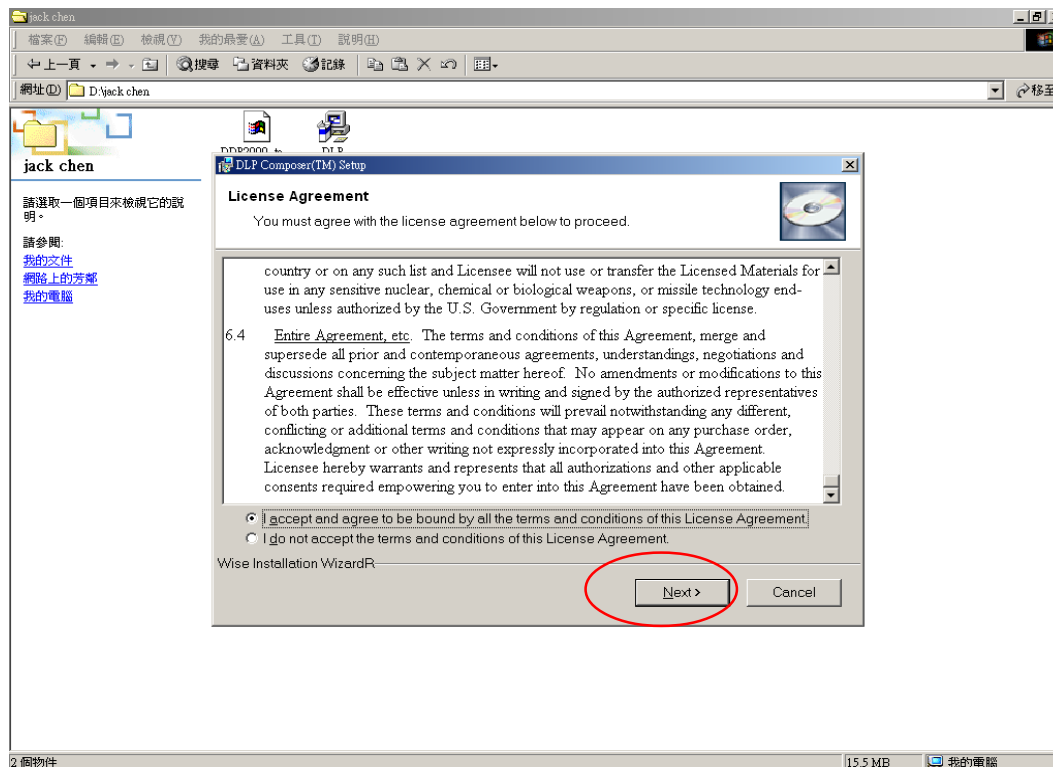 jack chen
檔案(F) 編輯(E) 檢視(V) 我的最愛(A) 工具(T) 說明(H)
上一頁 搜尋 資料夾 記錄
網址(D) D:\jack chen 移至
jack chen
請選取一個項目來檢視它的說
明。
請參閱:
我的文件
網路上的芳鄰
我的電腦
DLP
DLP Composer(TM) Setup
License Agreement
You must agree with the license agreement below to proceed.
country or on any such list and Licensee will not use or transfer the Licensed Materials for
use in any sensitive nuclear, chemical or biological weapons, or missile technology end-
uses unless authorized by the U.S. Government by regulation or specific license.
6.4 Entire Agreement, etc. The terms and conditions of this Agreement, merge and
supersede all prior and contemporaneous agreements, understandings, negotiations and
discussions concerning the subject matter hereof. No amendments or modifications to this
Agreement shall be effective unless in writing and signed by the authorized representatives
of both parties. These terms and conditions will prevail notwithstanding any different,
conflicting or additional terms and conditions that may appear on any purchase order,
acknowledgment or other writing not expressly incorporated into this Agreement.
Licensee hereby warrants and represents that all authorizations and other applicable
consents required empowering you to enter into this Agreement have been obtained.
I accept and agree to be bound by all the terms and conditions of this License Agreement.
I do not accept the terms and conditions of this License Agreement.
Wise Installation WizardR
Next > Cancel
2 個物件 15.5 MB 我的電腦